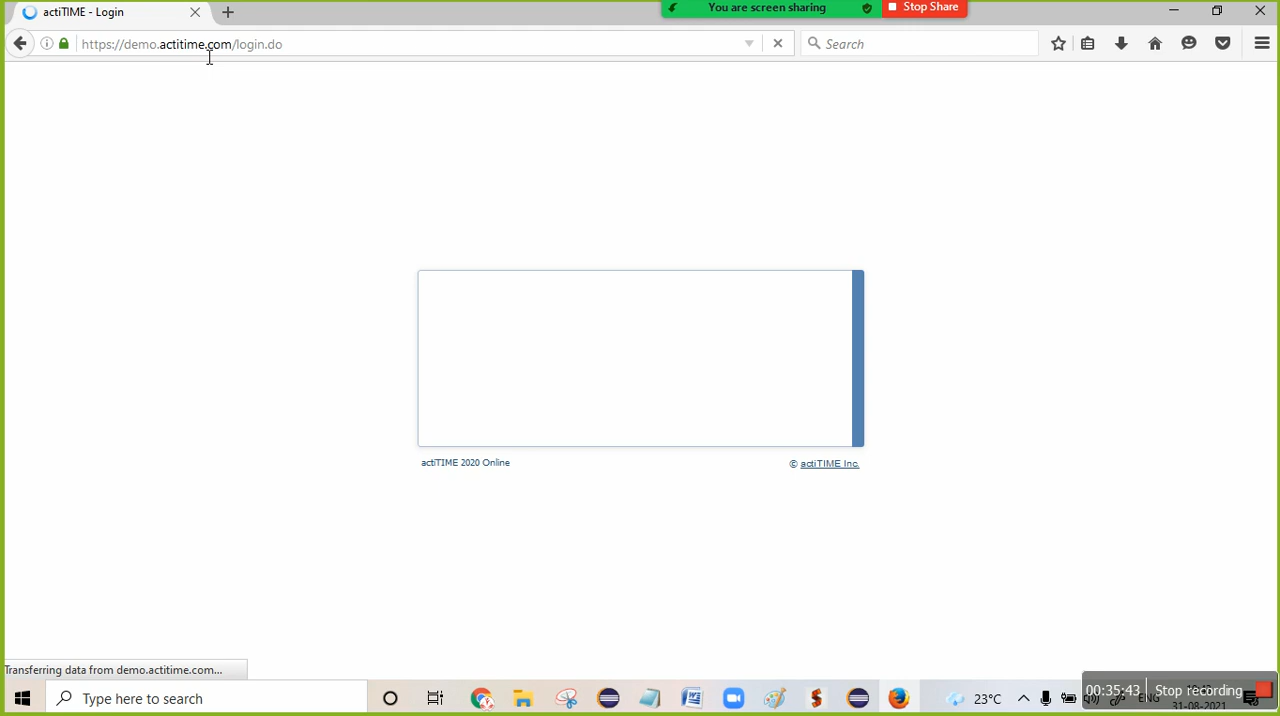 actiTIME - Login
You are screen sharing
Stop Share
https://demo.actitime.com/login.do
Search
actiTIME 2020 Online
© actiTIME Inc.
Transferring data from demo.actitime.com...
Type here to search
23°C
ENG
31-08-2021
00:35:43
Stop recording